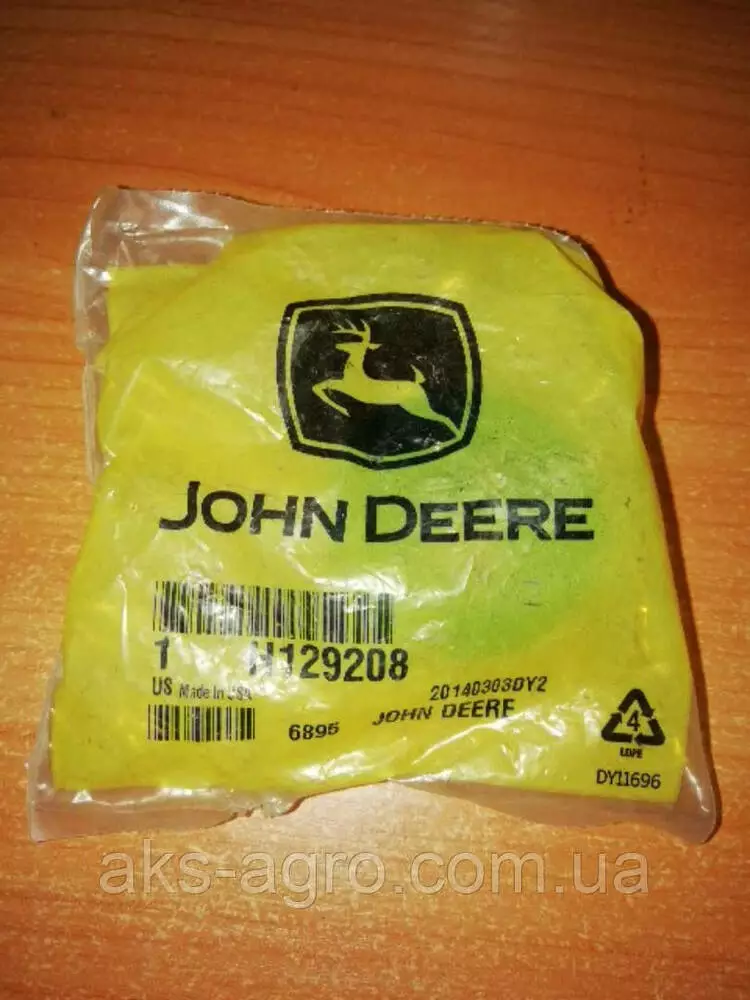 JOHN DEERE
1 H129208
US Made In USA
20140303DY2
6895 JOHN DEERE
4
LDPE
DY11696
aks-agro.com.ua